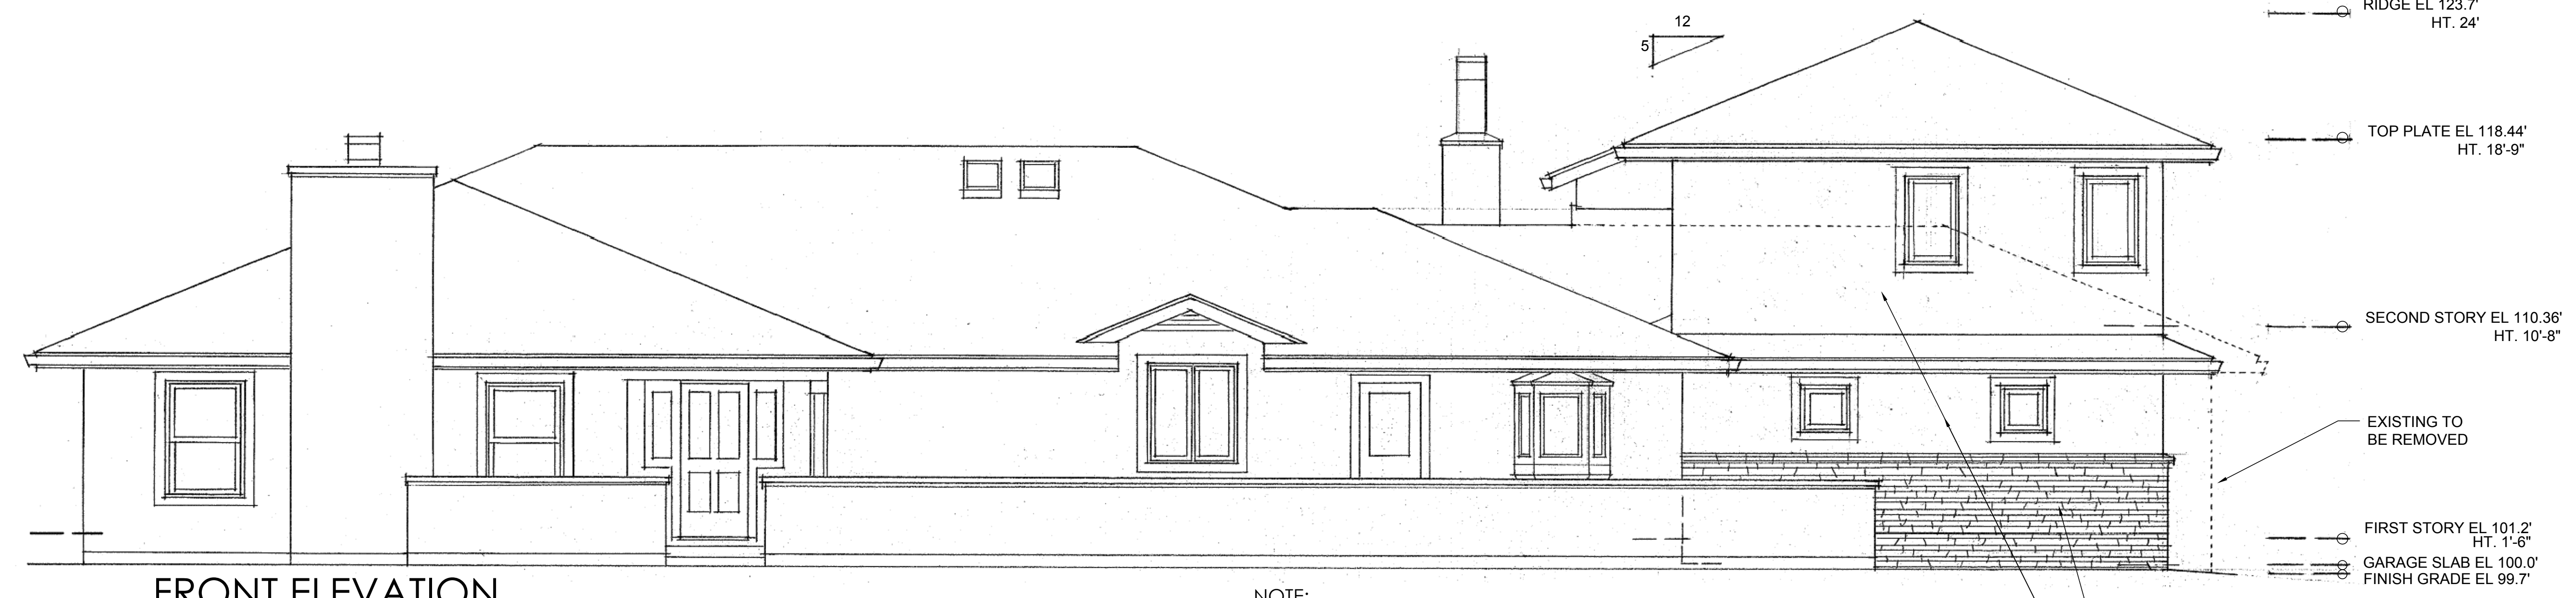 RIDGE EL 123.7'
HT. 24'
12
5
TOP PLATE EL 118.44'
HT. 18'-9"
SECOND STORY EL 110.36'
HT. 10'-8"
EXISTING TO
BE REMOVED
FIRST STORY EL 101.2'
HT. 1'-6"
GARAGE SLAB EL 100.0'
FINISH GRADE EL 99.7'
FRONT ELEVATION
NOTE: